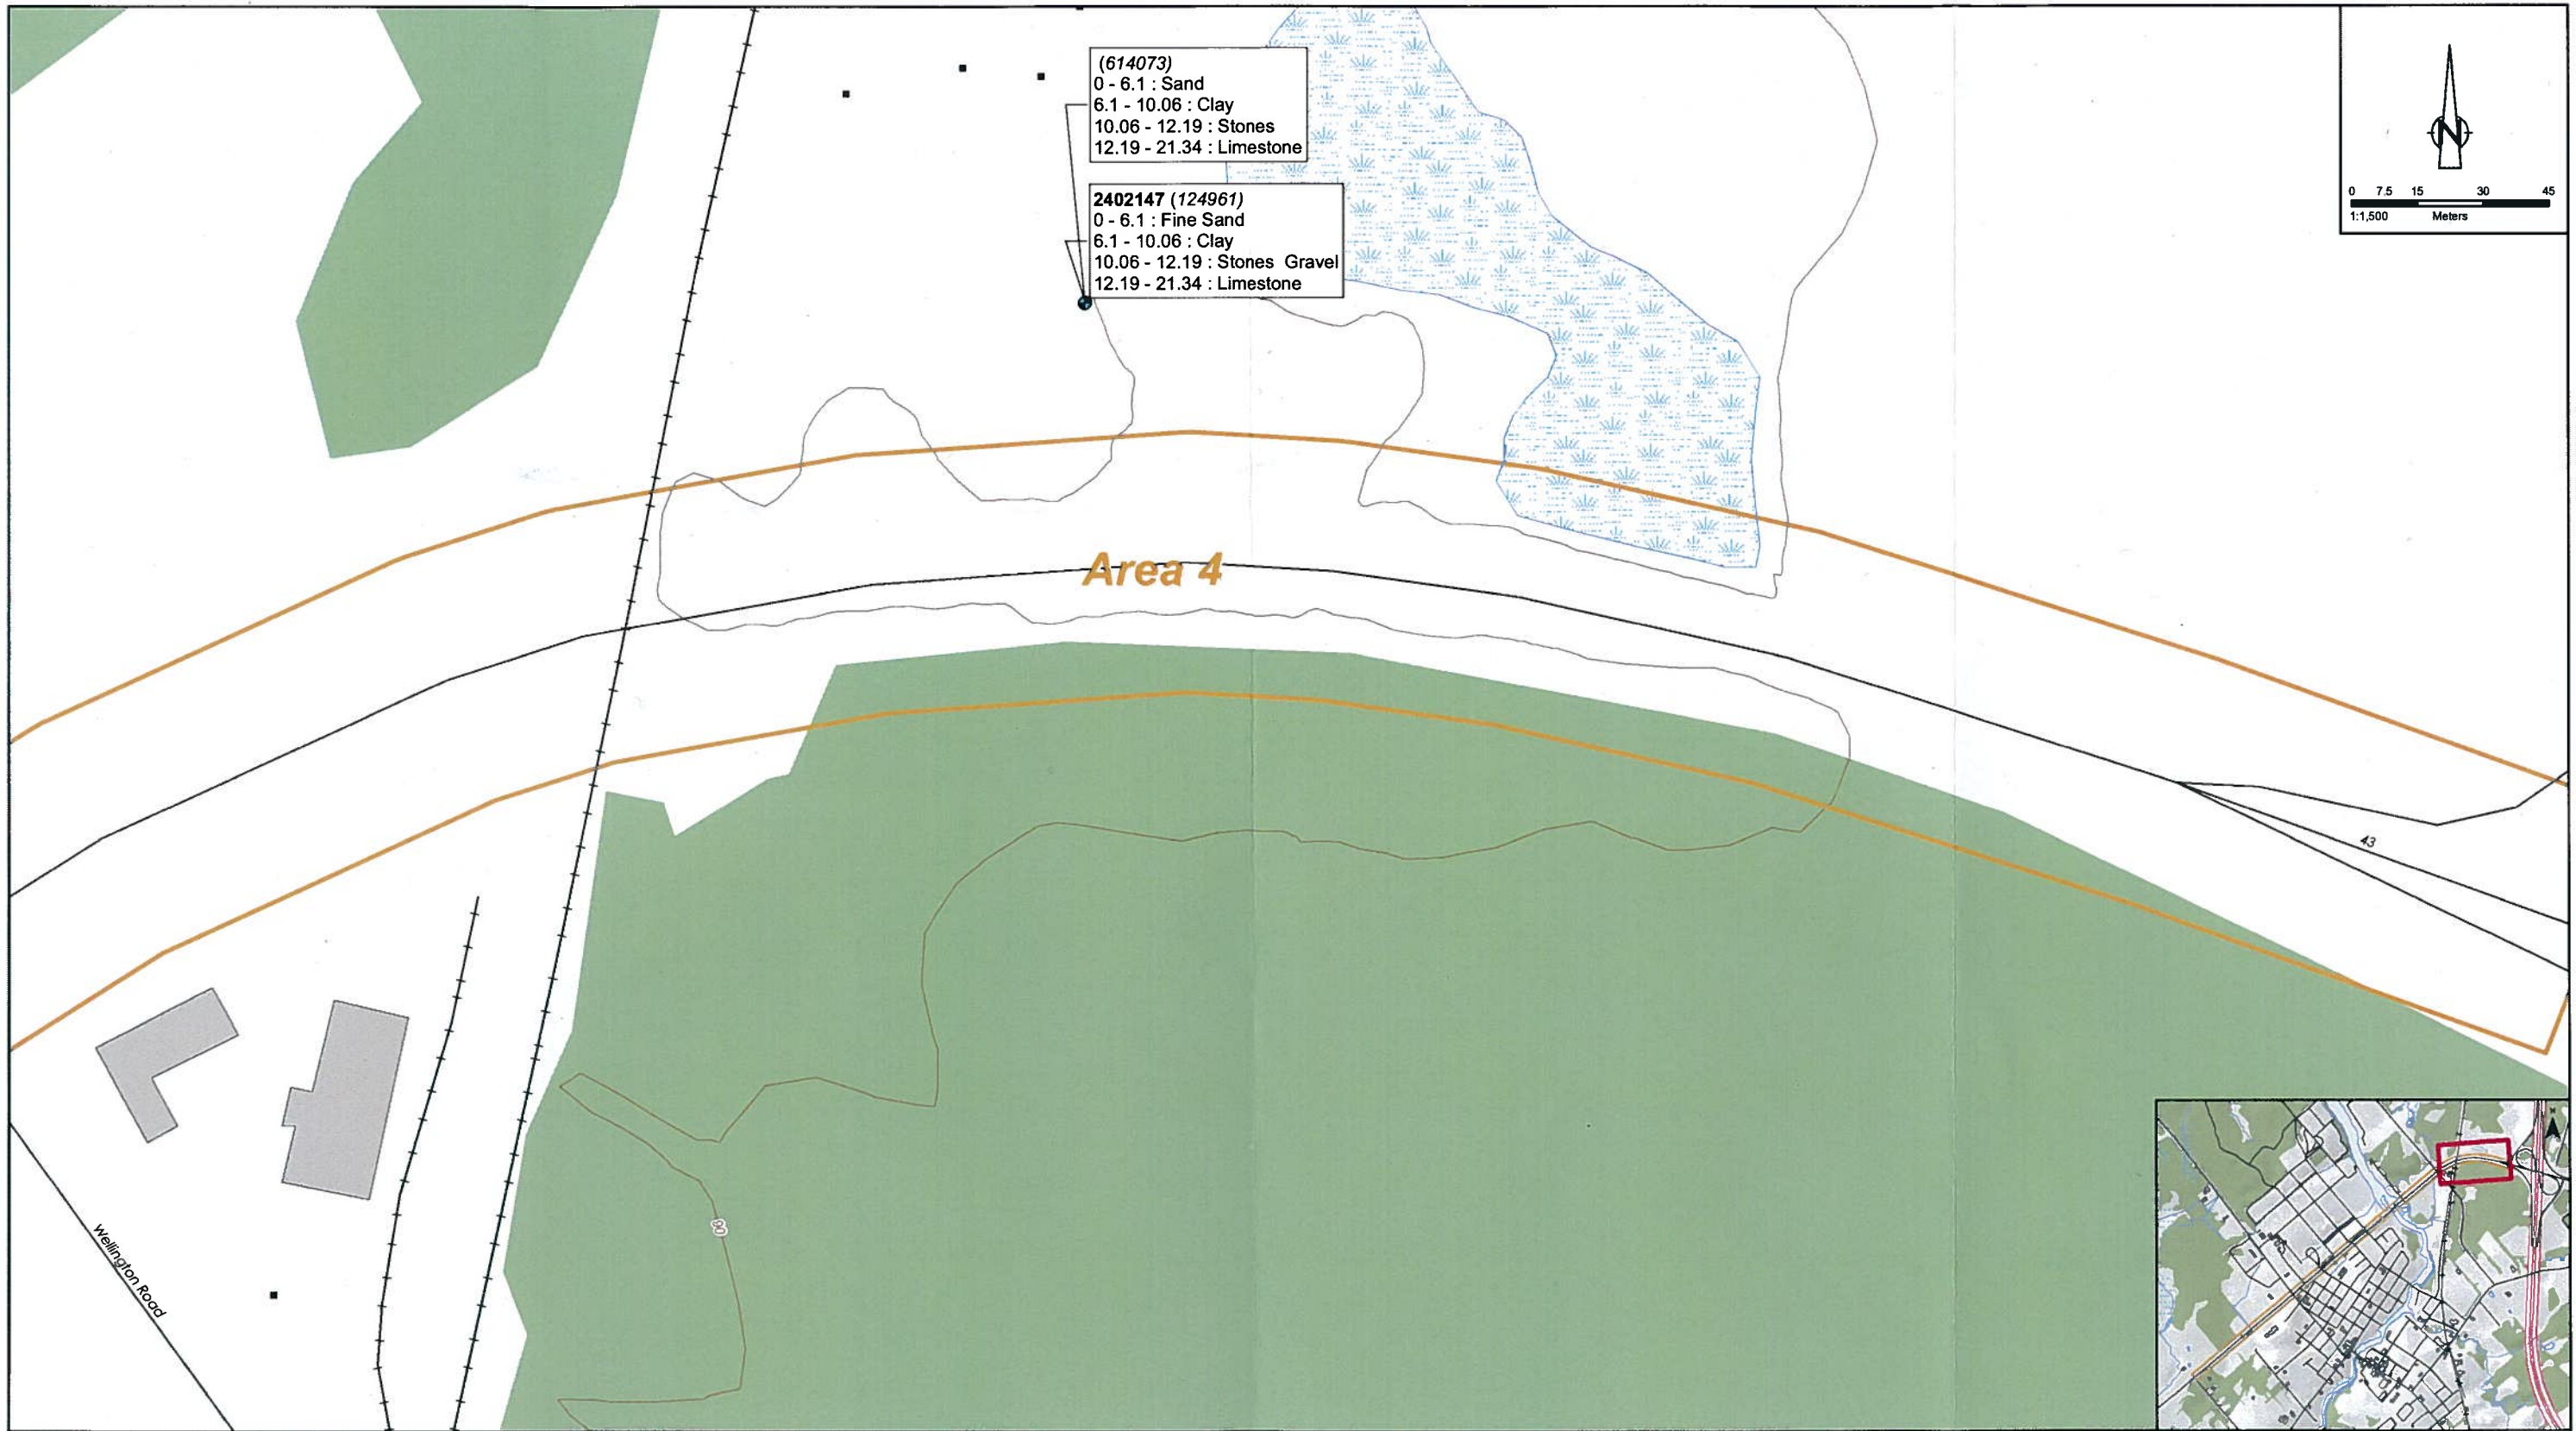 (614073)
0 - 6.1 : Sand
6.1 - 10.06 : Clay
10.06 - 12.19 : Stones
12.19 - 21.34 : Limestone
2402147 (124961)
0 - 6.1 : Fine Sand
6.1 - 10.06 : Clay
10.06 - 12.19 : Stones Gravel
12.19 - 21.34 : Limestone
N
0 7.5 15 30 45
1:1,500 Meters
Area 4
43
90
Wellington Road
N